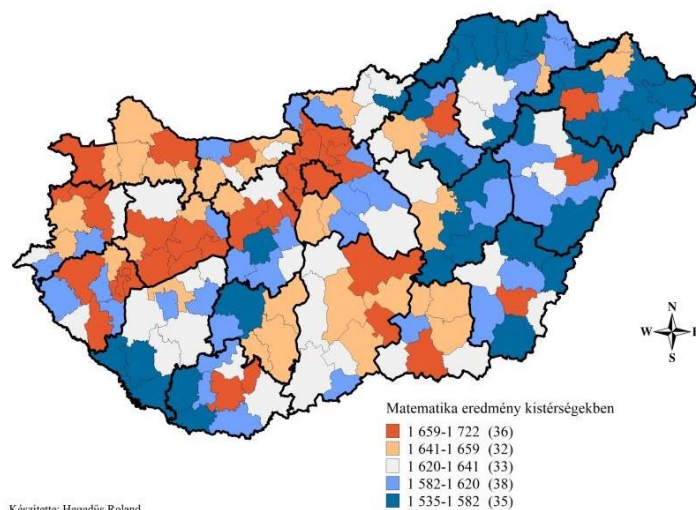 N
W
S
Matematika eredmény kistérségekben
1 659-1 722 (36)
1 641-1 659 (32)
1 620-1 641 (33)
1 582-1 620 (38)
1 535-1 582 (35)
Készítette: Hegedűs Roland